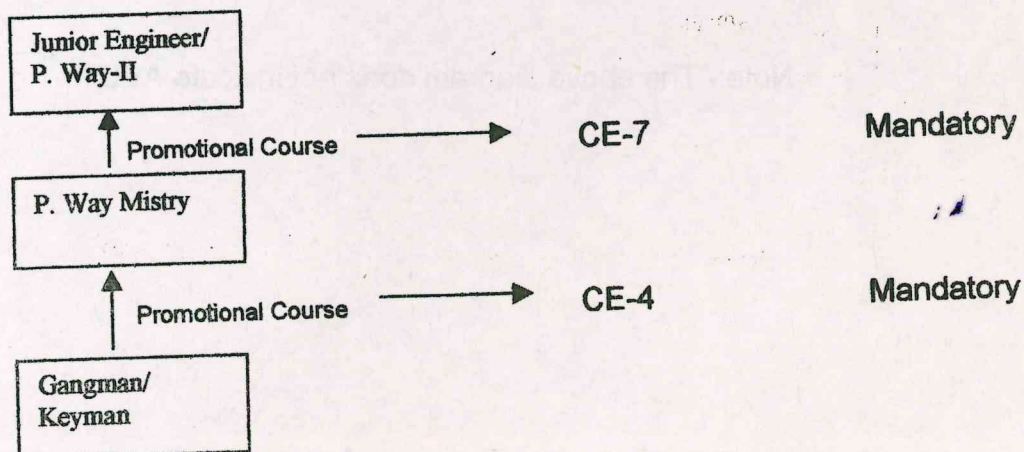 Junior Engineer/
P. Way-II
Promotional Course
CE-7
Mandatory
P. Way Mistry
Promotional Course
CE-4
Mandatory
Gangman/
Keyman